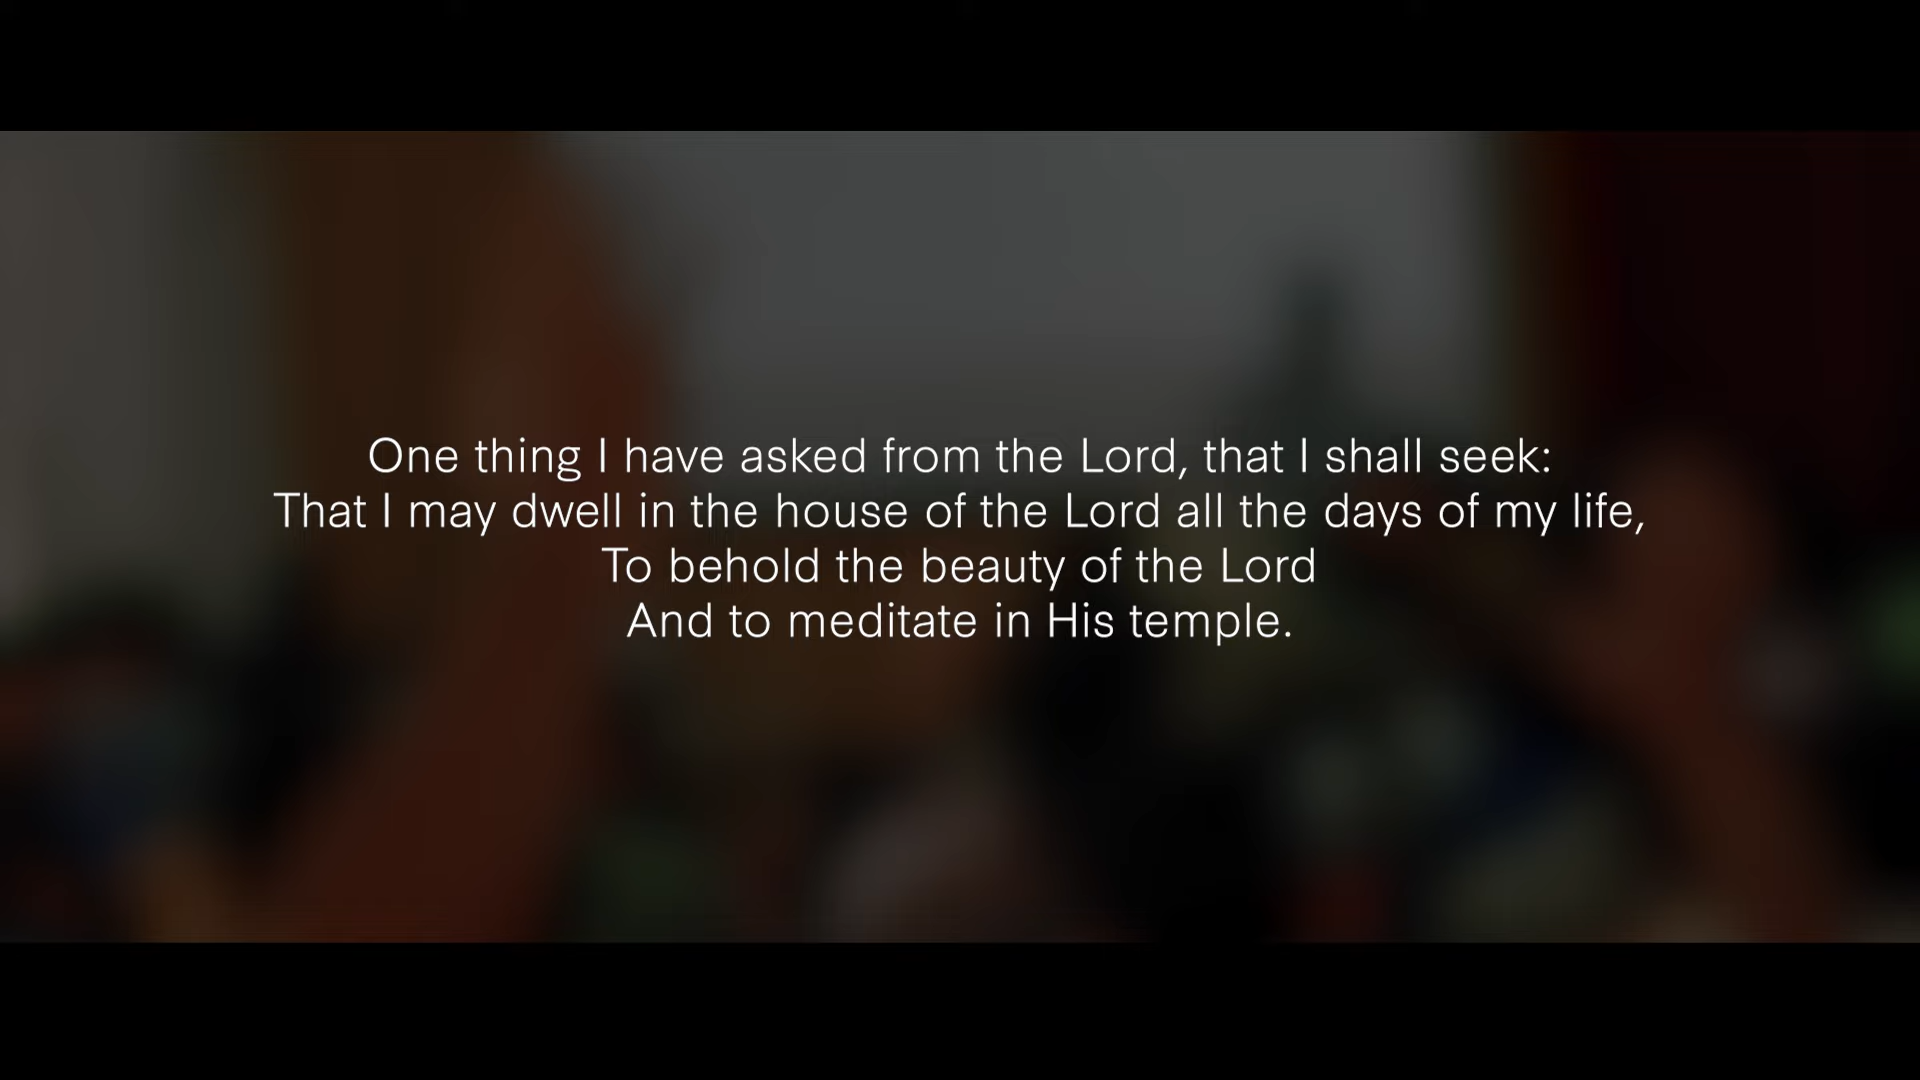 One thing I have asked from the Lord, that I shall seek:
That I may dwell in the house of the Lord all the days of my life,
To behold the beauty of the Lord
And to meditate in His temple.